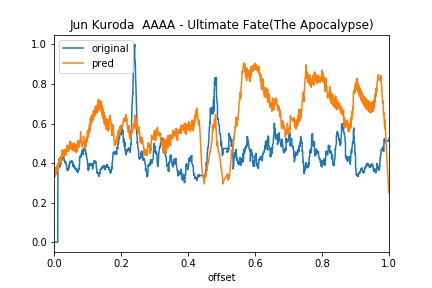 Jun Kuroda  AAAA - Ultimate Fate(The Apocalypse)
original
pred
1.0
0.8
0.6
0.4
0.2
0.0
0.0 0.2 0.4 0.6 0.8 1.0
offset